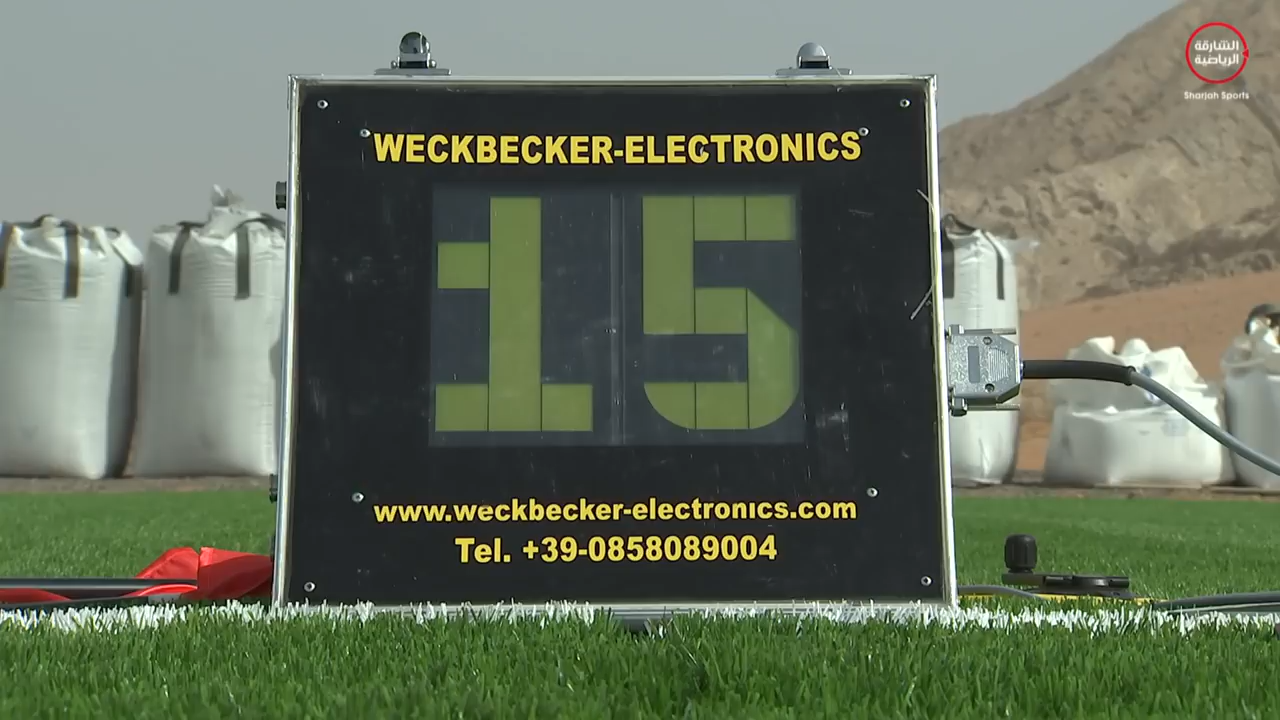 الشارقة
الرياضية
Sharjah Sports
WECKBECKER-ELECTRONICS
15
www.weckbecker-electronics.com
Tel. +39-0858089004